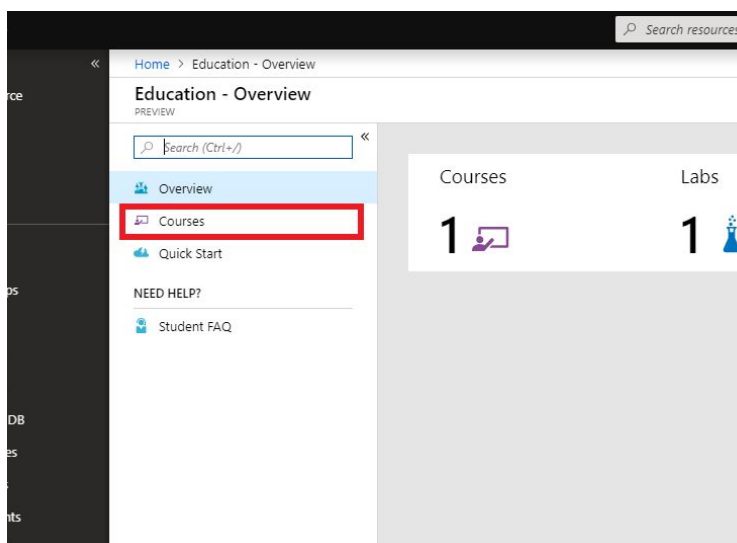 Search resources
Home > Education - Overview
Education - Overview
PREVIEW
Search (Ctrl+/)
Overview
Courses
Quick Start
NEED HELP?
Student FAQ
Courses
1
Labs
1
rce
ps
DB
es
nts